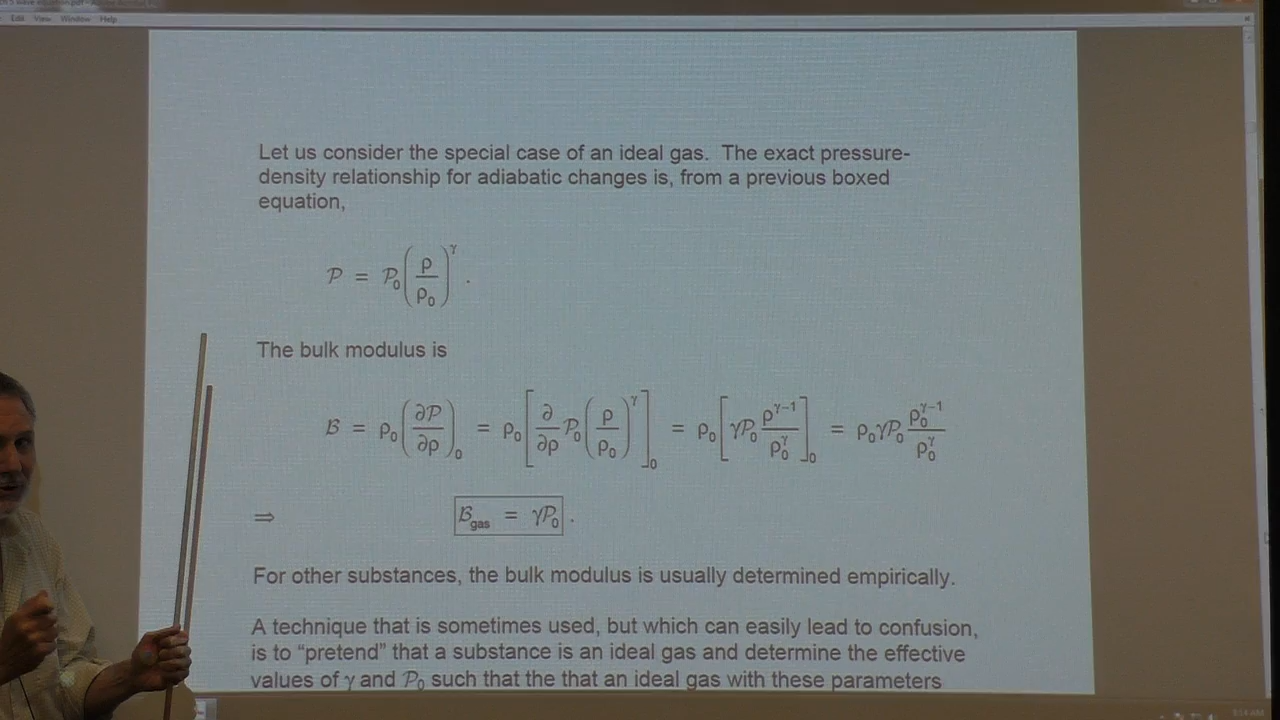 Edit View Window Help
Let us consider the special case of an ideal gas. The exact pressure-
density relationship for adiabatic changes is, from a previous boxed
equation,
𝒫 = 𝒫₀(ρ/ρ₀)^γ .
The bulk modulus is
ℬ = ρ₀(∂𝒫/∂ρ)₀ = ρ₀[∂/∂ρ 𝒫₀(ρ/ρ₀)^γ]₀ = ρ₀[γ𝒫₀ ρ^(γ−1)/ρ₀^γ]₀ = ρ₀γ𝒫₀ ρ₀^(γ−1)/ρ₀^γ
⇒ ℬ_gas = γ𝒫₀ .
For other substances, the bulk modulus is usually determined empirically.
A technique that is sometimes used, but which can easily lead to confusion,
is to “pretend” that a substance is an ideal gas and determine the effective
values of γ and 𝒫₀ such that the that an ideal gas with these parameters